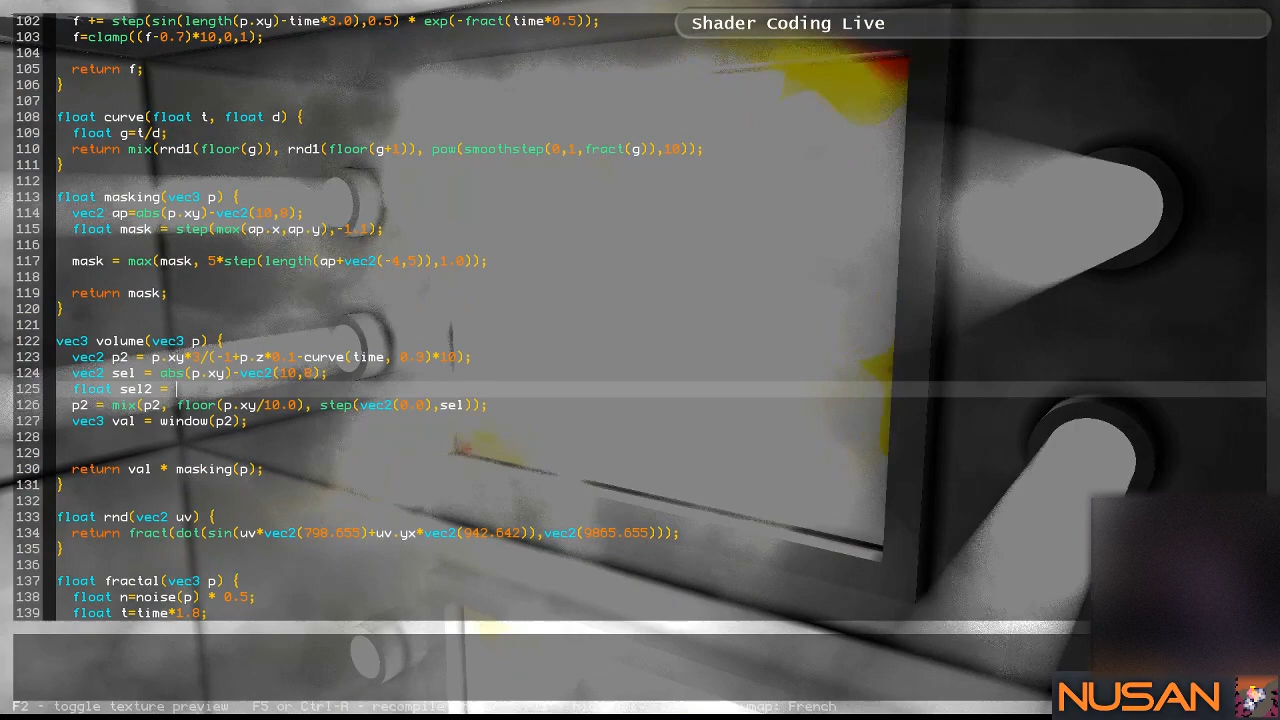 Shader Coding Live
102 f += step(sin(length(p.xy)-time*3.0),0.5) * exp(-fract(time*0.5));
103 f=clamp((f-0.7)*10,0,1);
104
105 return f;
106 }
107
108 float curve(float t, float d) {
109 float g=t/d;
110 return mix(rnd1(floor(g)), rnd1(floor(g+1)), pow(smoothstep(0,1,fract(g)),10));
111 }
112
113 float masking(vec3 p) {
114 vec2 ap=abs(p.xy)-vec2(10,8);
115 float mask = step(max(ap.x,ap.y),-1.1);
116
117 mask = max(mask, 5*step(length(ap+vec2(-4,5)),1.0));
118
119 return mask;
120 }
121
122 vec3 volume(vec3 p) {
123 vec2 p2 = p.xy*3/(-1+p.z*0.1-curve(time, 0.9)*10);
124 vec2 sel = abs(p.xy)-vec2(10,8);
125 float sel2 =
126 p2 = mix(p2, floor(p.xy/10.0), step(vec2(0.0),sel));
127 vec3 val = window(p2);
128
129
130 return val * masking(p);
131 }
132
133 float rnd(vec2 uv) {
134 return fract(dot(sin(uv*vec2(798.655)+uv.yx*vec2(942.642)),vec2(9865.655)));
135 }
136
137 float fractal(vec3 p) {
138 float n=noise(p) * 0.5;
139 float t=time*1.8;
F2 - toggle texture preview F5 or Ctrl-R - recompile French
NUSAN